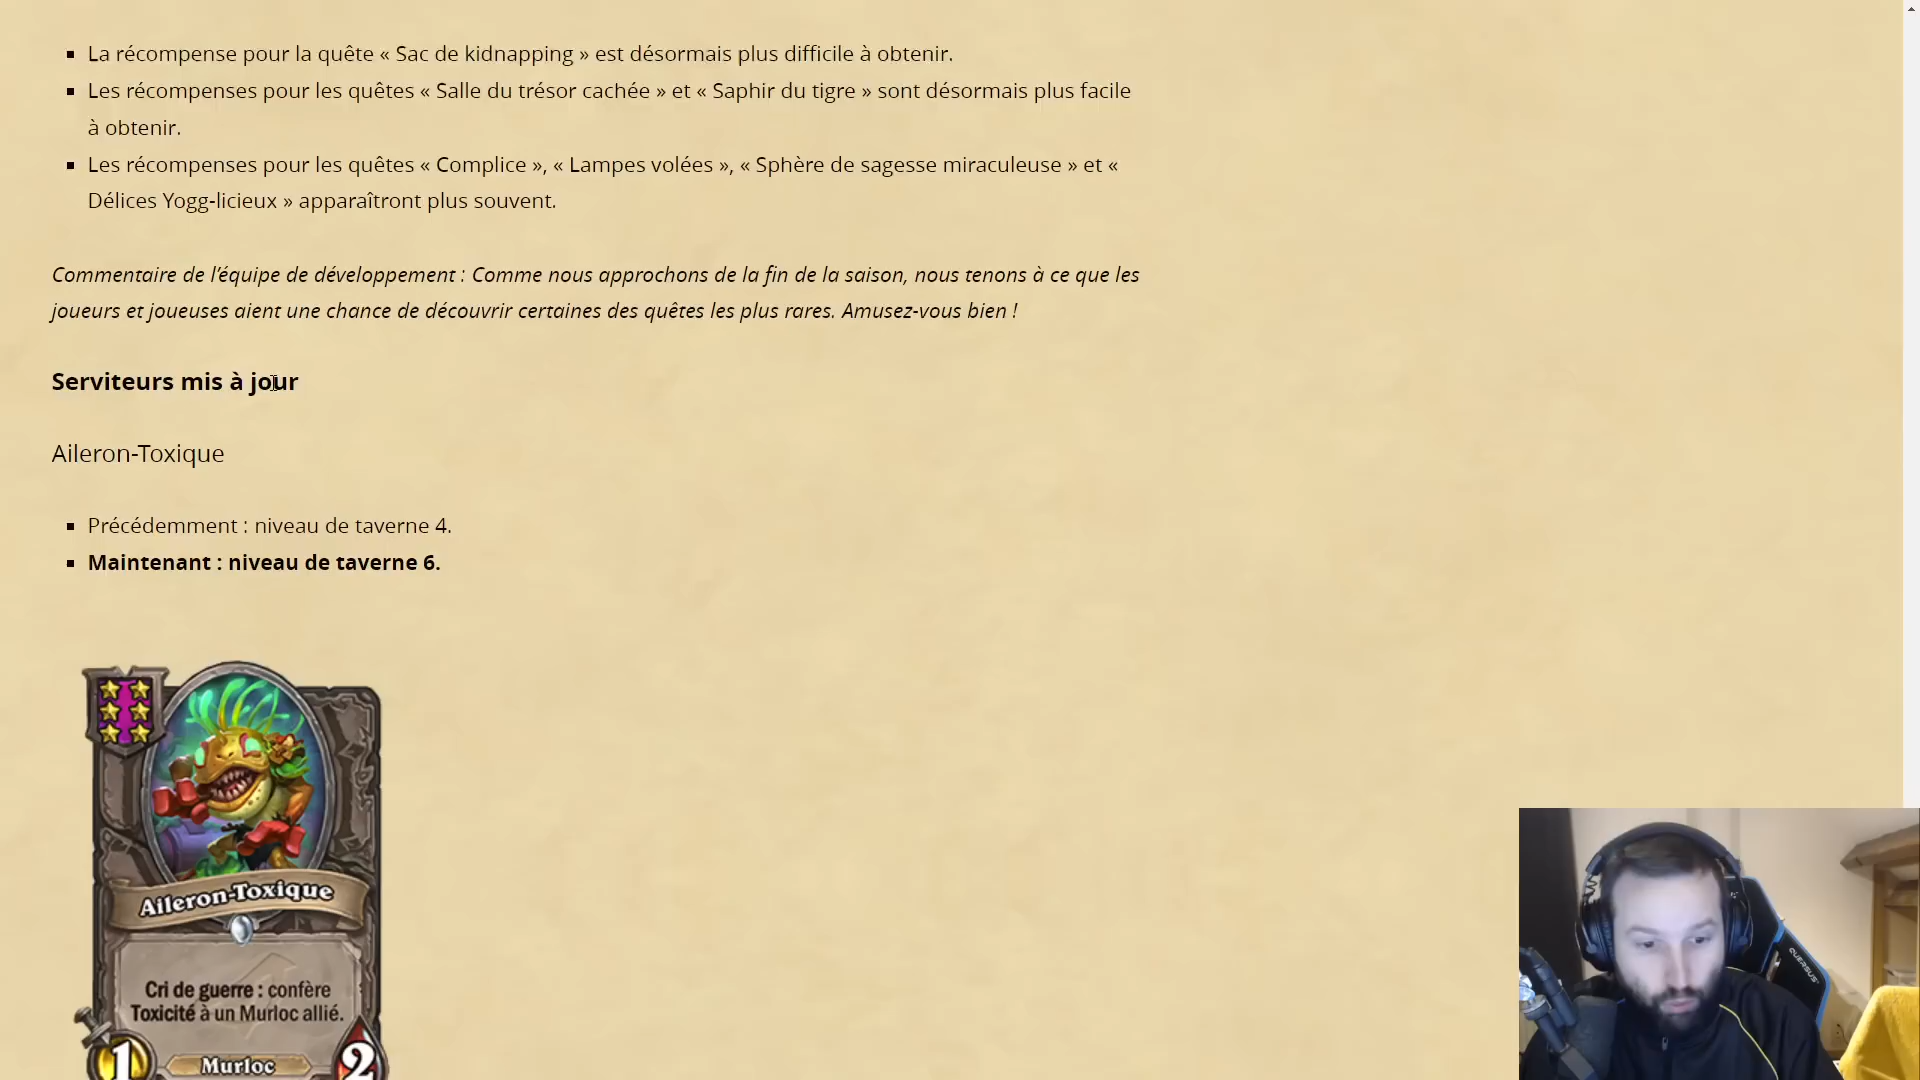 La récompense pour la quête « Sac de kidnapping » est désormais plus difficile à obtenir.
Les récompenses pour les quêtes « Salle du trésor cachée » et « Saphir du tigre » sont désormais plus facile
à obtenir.
Les récompenses pour les quêtes « Complice », « Lampes volées », « Sphère de sagesse miraculeuse » et «
Délices Yogg-licieux » apparaîtront plus souvent.
Commentaire de l’équipe de développement : Comme nous approchons de la fin de la saison, nous tenons à ce que les
joueurs et joueuses aient une chance de découvrir certaines des quêtes les plus rares. Amusez-vous bien !
Serviteurs mis à jour
Aileron-Toxique
Précédemment : niveau de taverne 4.
Maintenant : niveau de taverne 6.
Aileron-Toxique
Cri de guerre : confère
Toxicité à un Murloc allié.
1
Murloc
2
QUERSUS